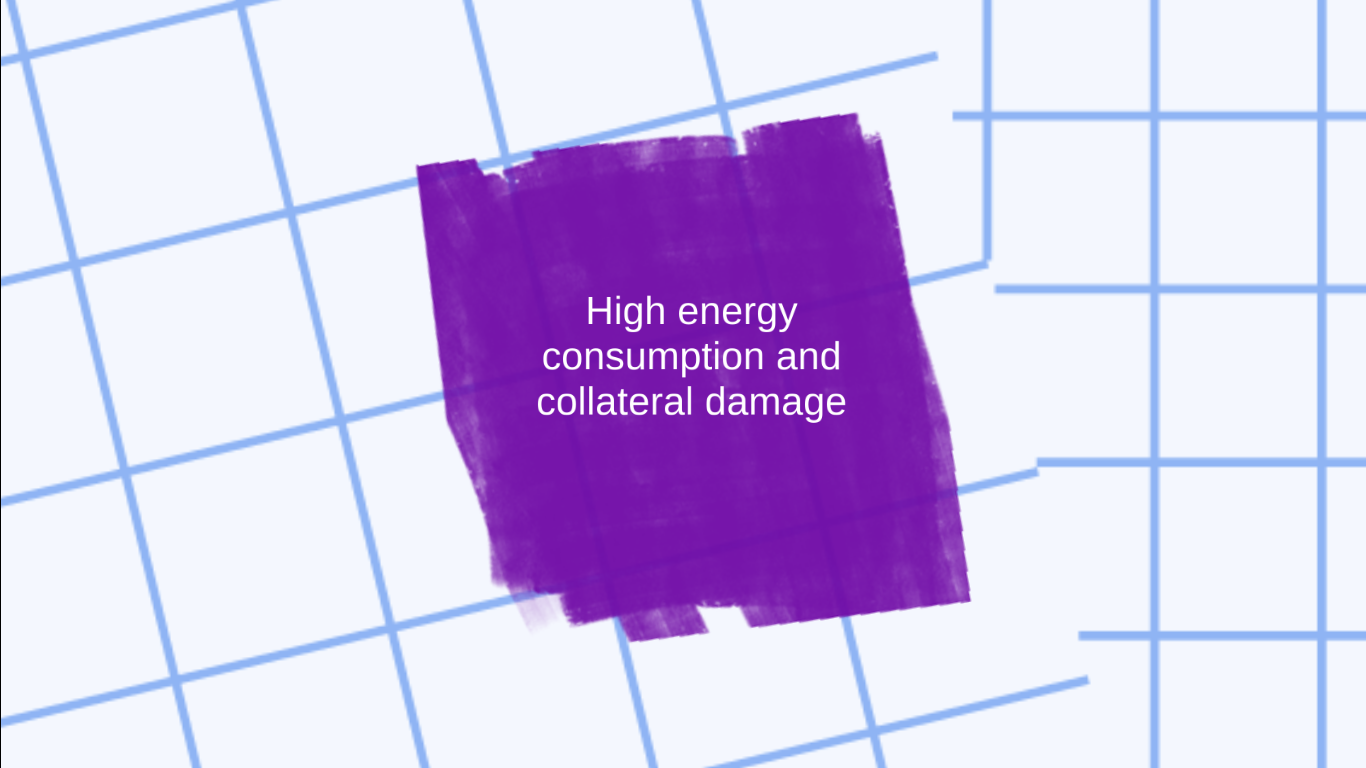 High energy
consumption and
collateral damage